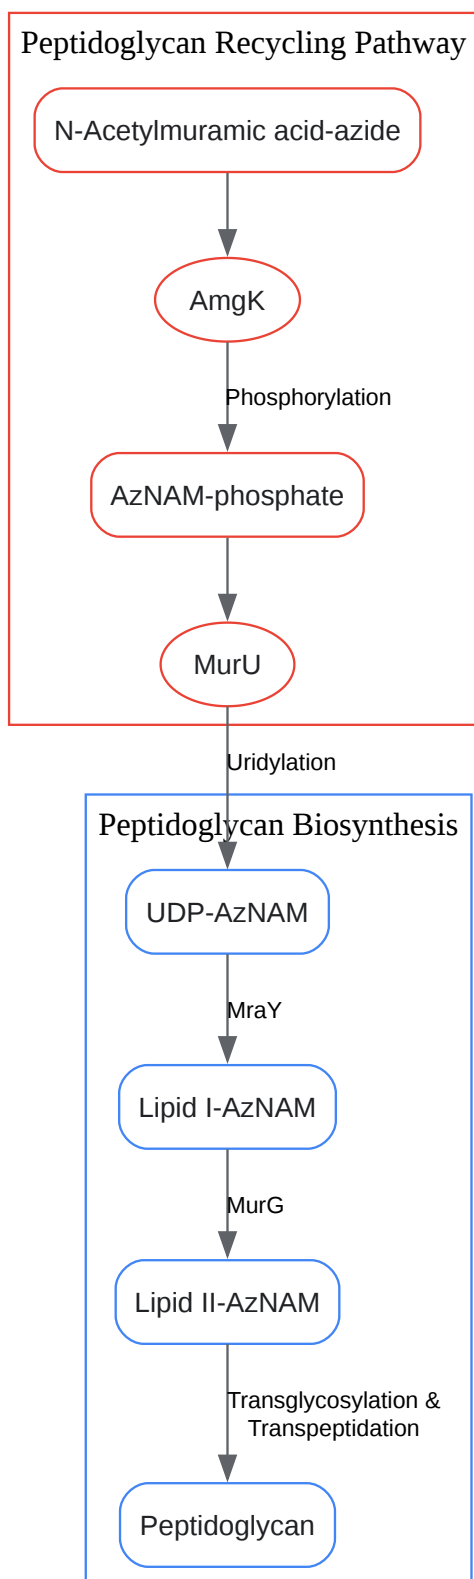 Peptidoglycan Recycling Pathway
N-Acetylmuramic acid-azide
AmgK
Phosphorylation
AzNAM-phosphate
MurU
Uridylation
Peptidoglycan Biosynthesis
UDP-AzNAM
MraY
Lipid I-AzNAM
MurG
Lipid II-AzNAM
Transglycosylation &
Transpeptidation
Peptidoglycan